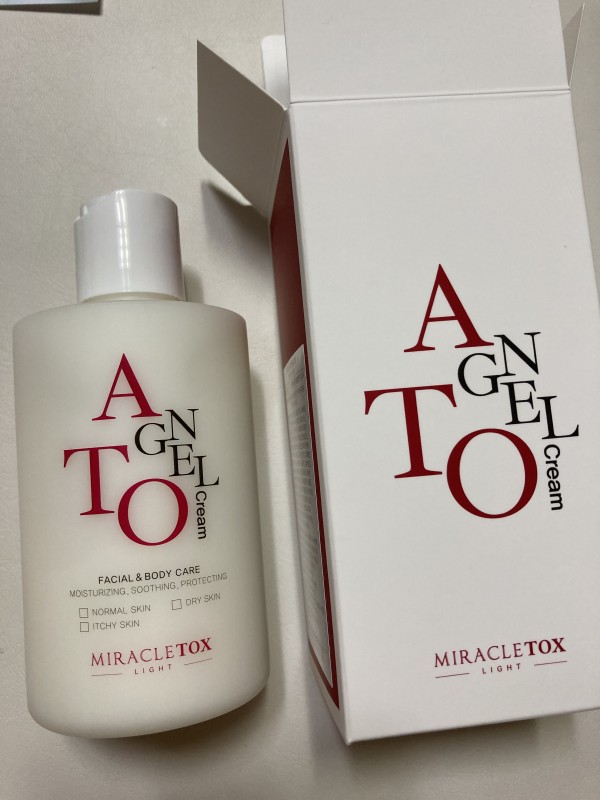 A
GN
TO
EL
Cream
FACIAL & BODY CARE
MOISTURIZING, SOOTHING, PROTECTING
☐ NORMAL SKIN ☐ DRY SKIN
☐ ITCHY SKIN
MIRACLETOX
LIGHT
A
GN
TO
EL
Cream
MIRACLETOX
LIGHT